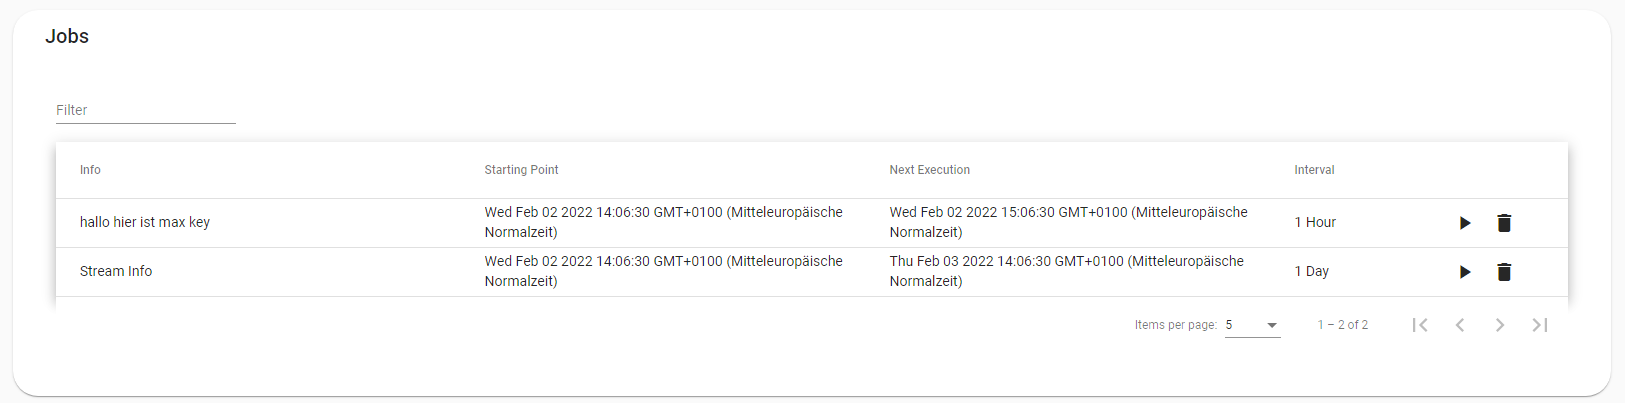 Jobs
Filter
Info Starting Point Next Execution Interval
hallo hier ist max key
Wed Feb 02 2022 14:06:30 GMT+0100 (Mitteleuropäische
Normalzeit)
Wed Feb 02 2022 15:06:30 GMT+0100 (Mitteleuropäische
Normalzeit)
1 Hour
Stream Info
Wed Feb 02 2022 14:06:30 GMT+0100 (Mitteleuropäische
Normalzeit)
Thu Feb 03 2022 14:06:30 GMT+0100 (Mitteleuropäische
Normalzeit)
1 Day
Items per page: 5 1 – 2 of 2